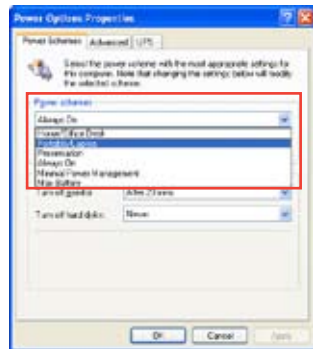 Power Options Properties
Power Schemes Advanced UPS
Select the power scheme with the most appropriate settings for
this computer. Note that changing the settings below will modify
the selected scheme.
Power schemes
Always On
Home/Office Desk
Portable/Laptop
Presentation
Always On
Minimal Power Management
Max Battery
Turn off monitor: After 20 mins
Turn off hard disks: Never
OK Cancel Apply